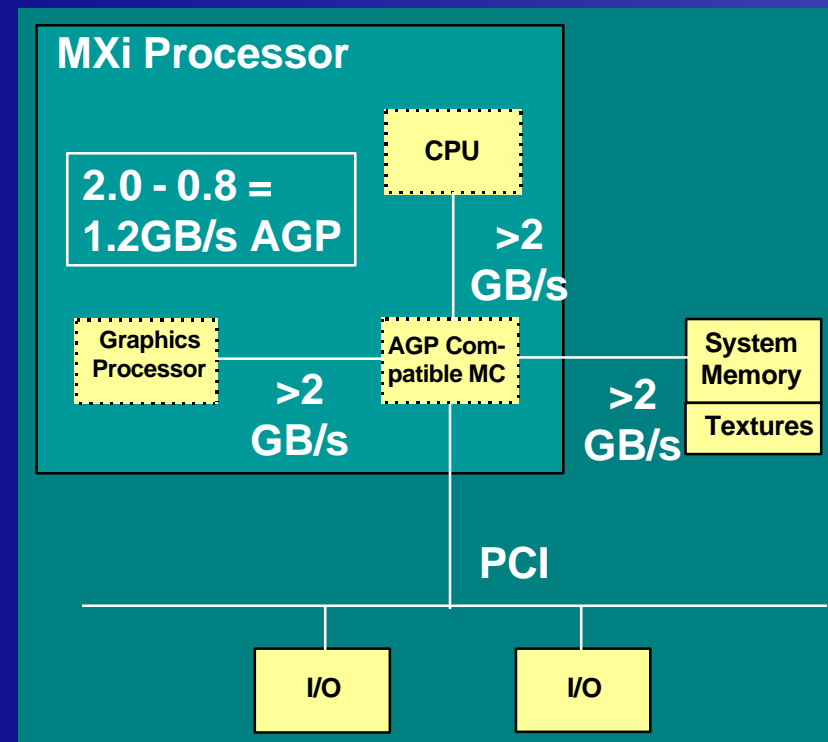 MXi Processor
CPU
2.0 - 0.8 =
1.2GB/s AGP
>2
GB/s
Graphics
Processor
AGP Com-
patible MC
System
Memory
>2
GB/s
>2
GB/s
Textures
PCI
I/O
I/O